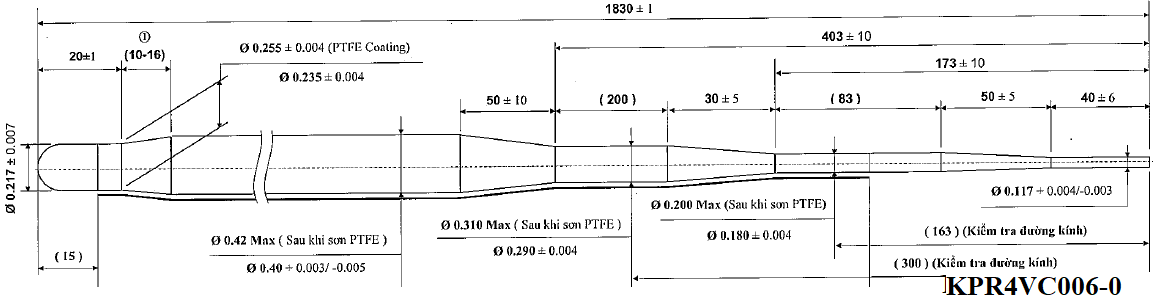 1830 ± 1
①
Ø 0.255 ± 0.004 (PTFE Coating)
403 ± 10
20±1
(10-16)
Ø 0.235 ± 0.004
173 ± 10
50 ± 10
( 200 )
30 ± 5
( 83 )
50 ± 5
40 ± 6
Ø 0.217 ± 0.007
Ø 0.200 Max (Sau khi sơn PTFE)
Ø 0.117 + 0.004/-0.003
Ø 0.310 Max ( Sau khi sơn PTFE )
Ø 0.180 ± 0.004
( 163 ) (Kiểm tra đường kính)
Ø 0.42 Max ( Sau khi sơn PTFE )
Ø 0.290 ± 0.004
( 15 )
Ø 0.40 + 0.003/ -0.005
( 300 ) (Kiểm tra đường kính)
KPR4VC006-0